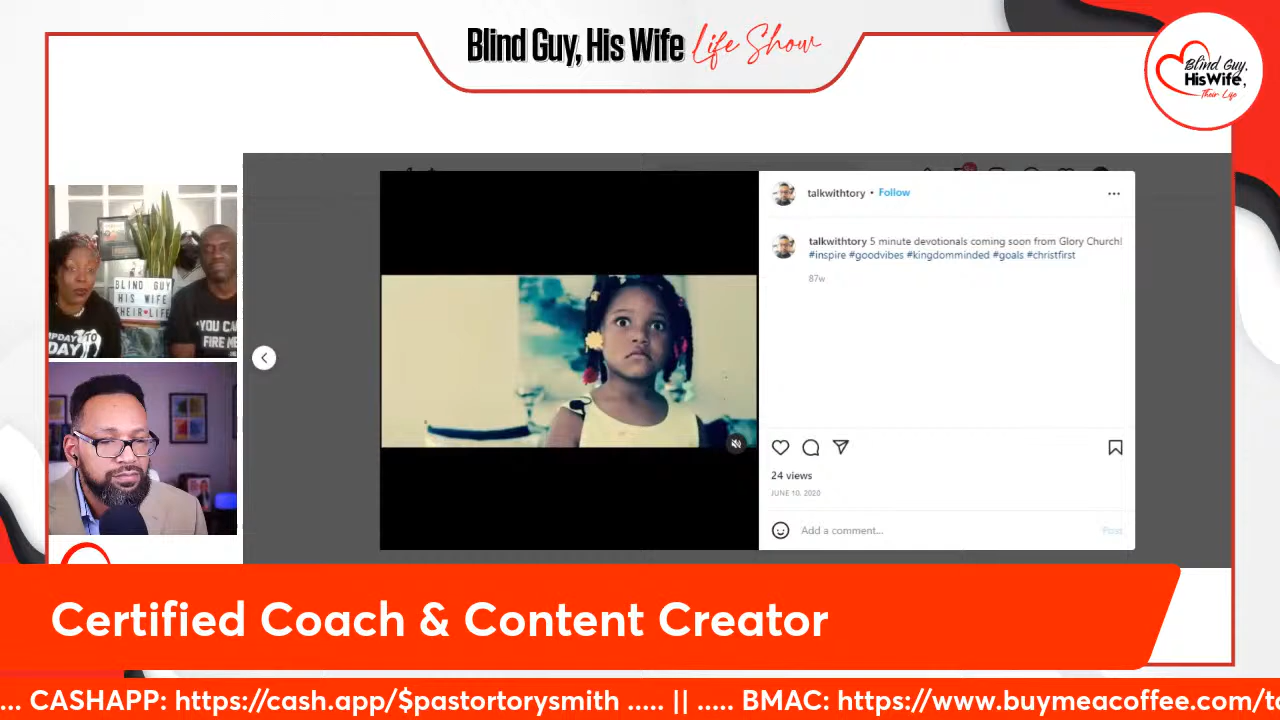 Blind Guy, His Wife Life Show
Blind Guy,
His Wife,
Their Life
BLIND GUY
HIS WIFE
THEIR♥LIFE
DAY
"YOU CAN
FIRE ME
talkwithtory • Follow
talkwithtory 5 minute devotionals coming soon from Glory Church!
#inspire #goodvibes #kingdomminded #goals #christfirst
87w
24 views
JUNE 10, 2020
Add a comment...
Post
Certified Coach & Content Creator
... CASHAPP: https://cash.app/$pastortorysmith ..... || ..... BMAC: https://www.buymeacoffee.com/t